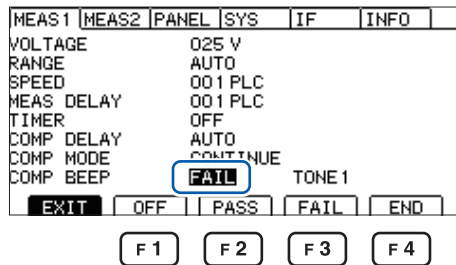 MEAS1 MEAS2 PANEL SYS IF INFO
VOLTAGE 025 V
RANGE AUTO
SPEED 001 PLC
MEAS DELAY 001 PLC
TIMER OFF
COMP DELAY AUTO
COMP MODE CONTINUE
COMP BEEP FAIL TONE1
EXIT OFF PASS FAIL END
F1 F2 F3 F4